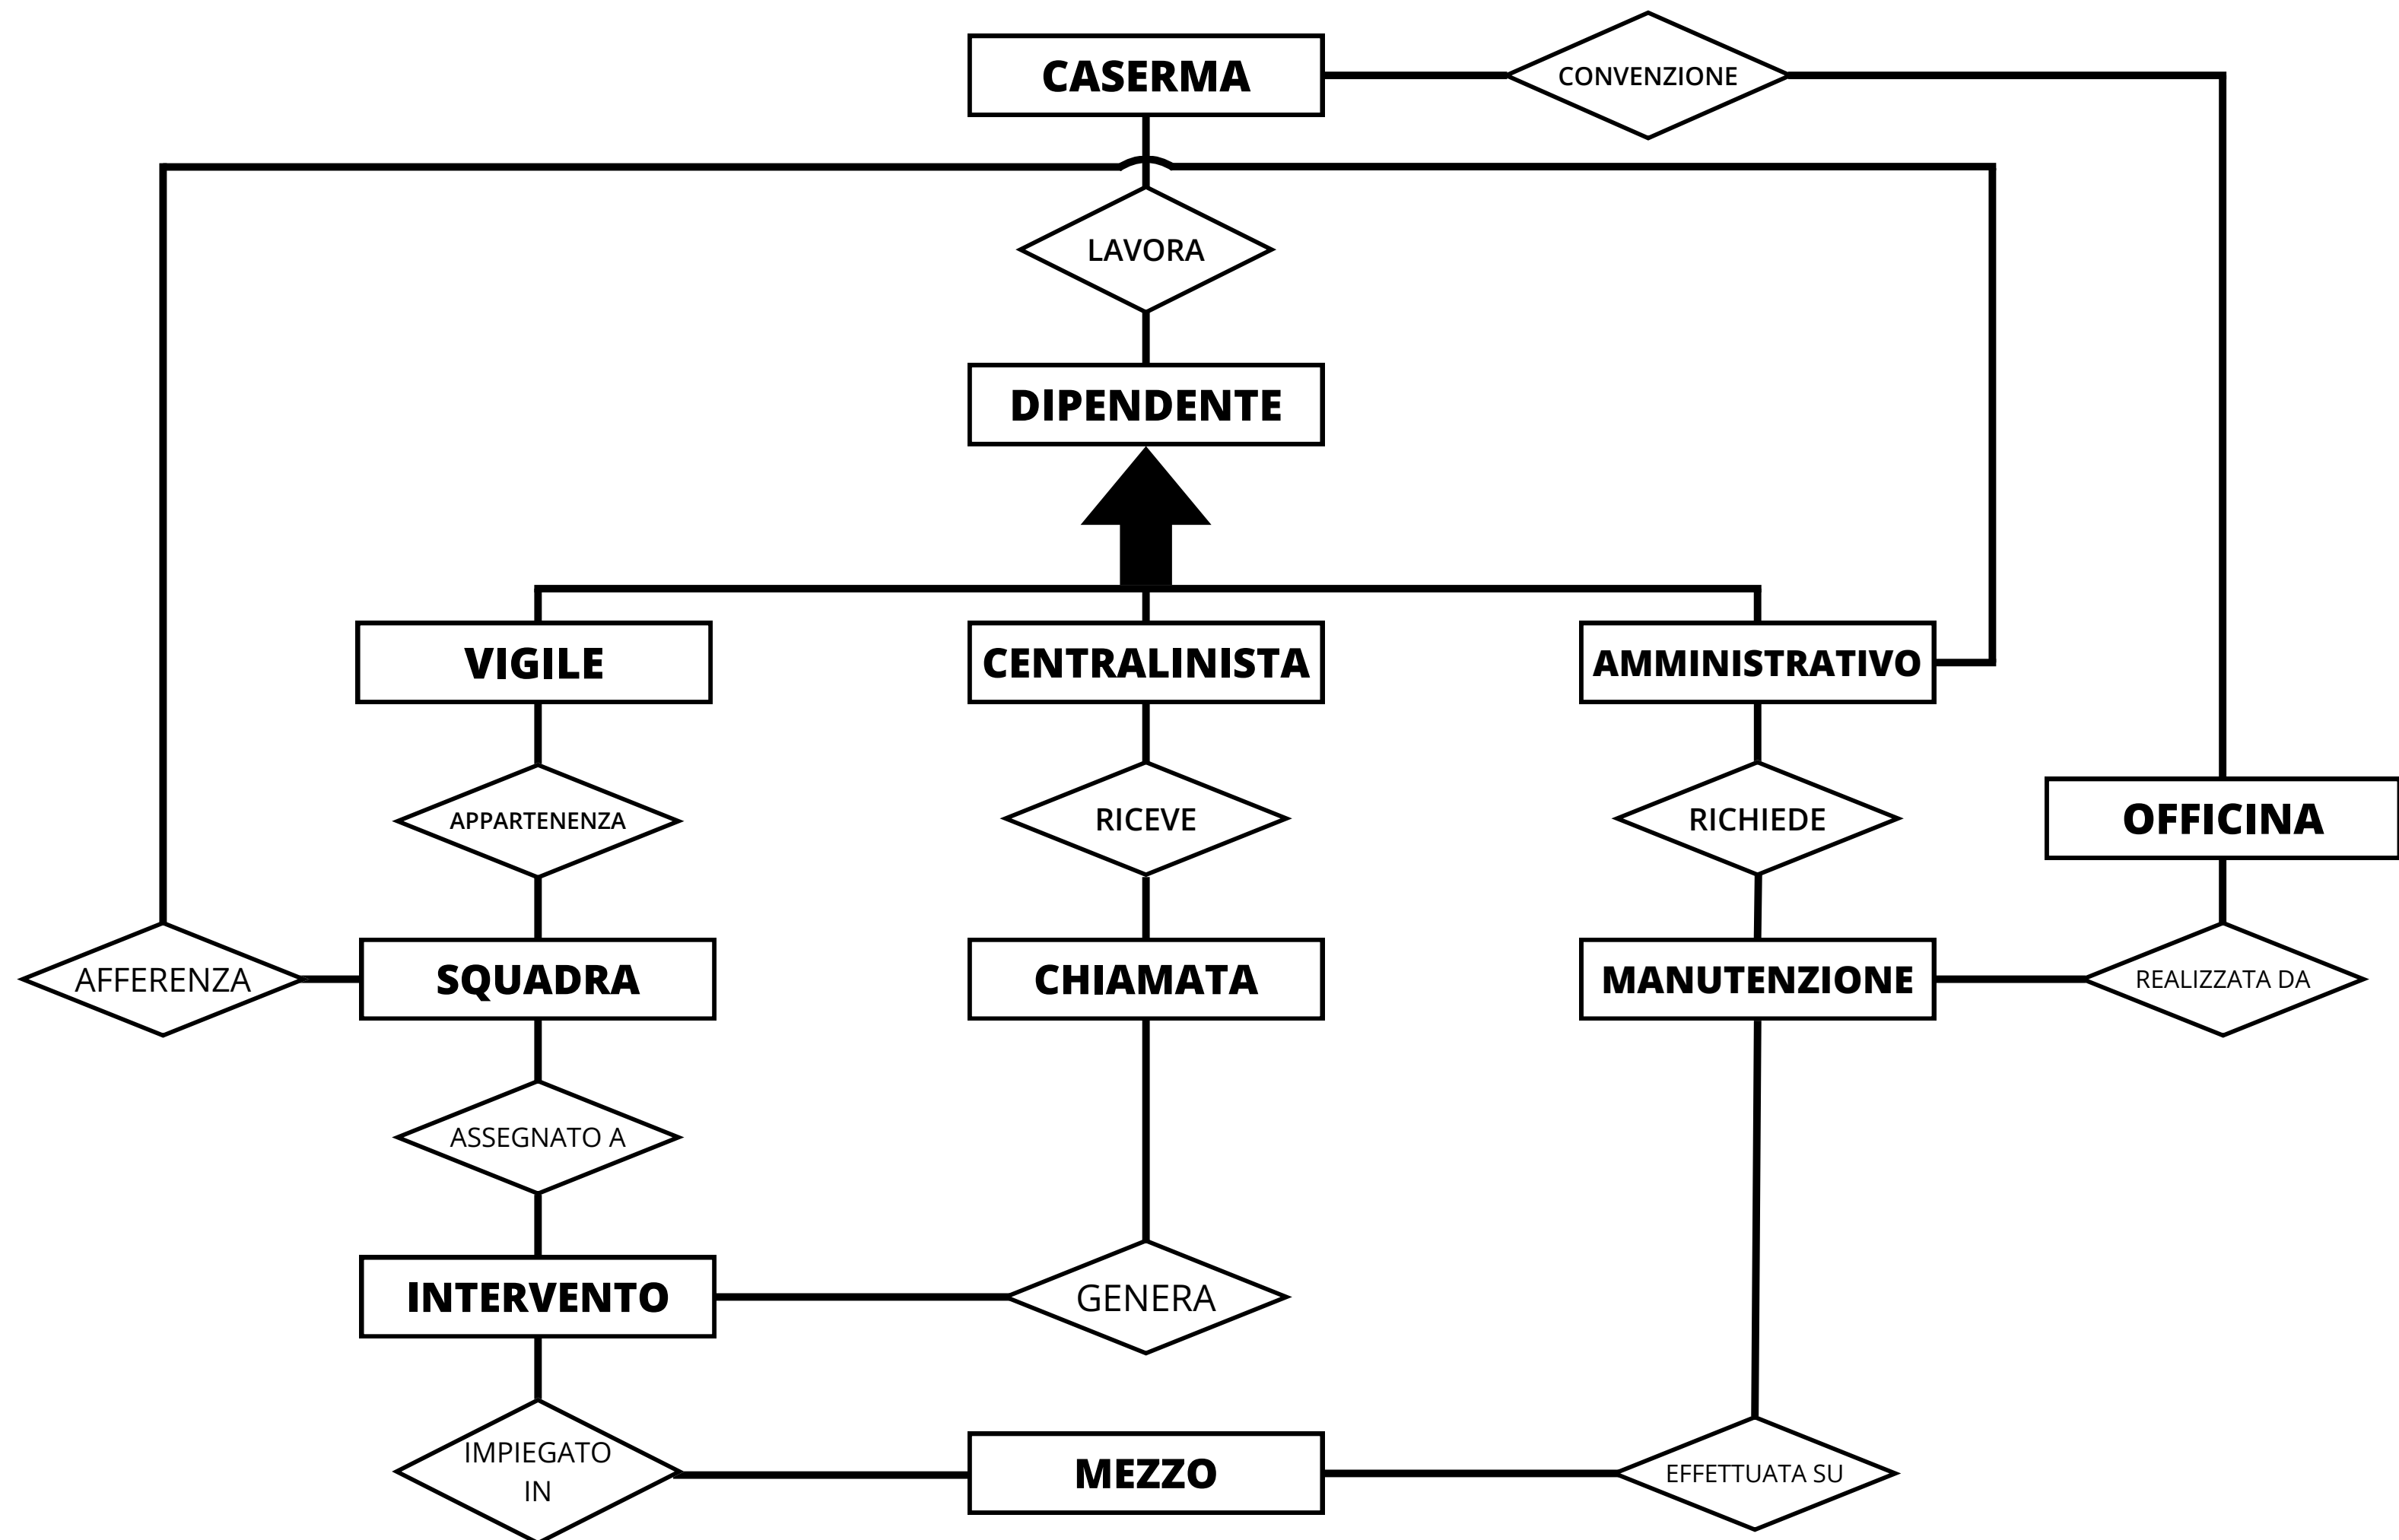 CASERMA
CONVENZIONE
LAVORA
DIPENDENTE
VIGILE
CENTRALINISTA
AMMINISTRATIVO
APPARTENENZA
RICEVE
RICHIEDE
OFFICINA
AFFERENZA
SQUADRA
CHIAMATA
MANUTENZIONE
REALIZZATA DA
ASSEGNATO A
INTERVENTO
GENERA
IMPIEGATO
IN
MEZZO
EFFETTUATA SU